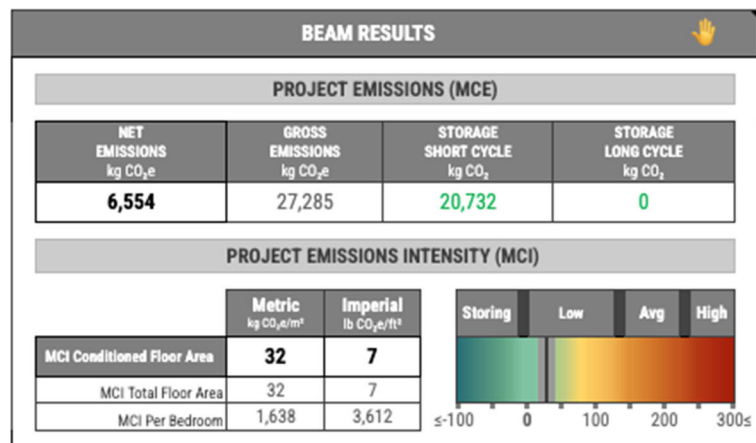 BEAM RESULTS
PROJECT EMISSIONS (MCE)
NET EMISSIONS kg CO₂e
GROSS EMISSIONS kg CO₂e
STORAGE SHORT CYCLE kg CO₂
STORAGE LONG CYCLE kg CO₂
6,554 27,285 20,732 0
PROJECT EMISSIONS INTENSITY (MCI)
Metric kg CO₂e/m²
Imperial lb CO₂e/ft²
MCI Conditioned Floor Area 32 7
MCI Total Floor Area 32 7
MCI Per Bedroom 1,638 3,612
Storing Low Avg High
≤-100 0 100 200 300≤